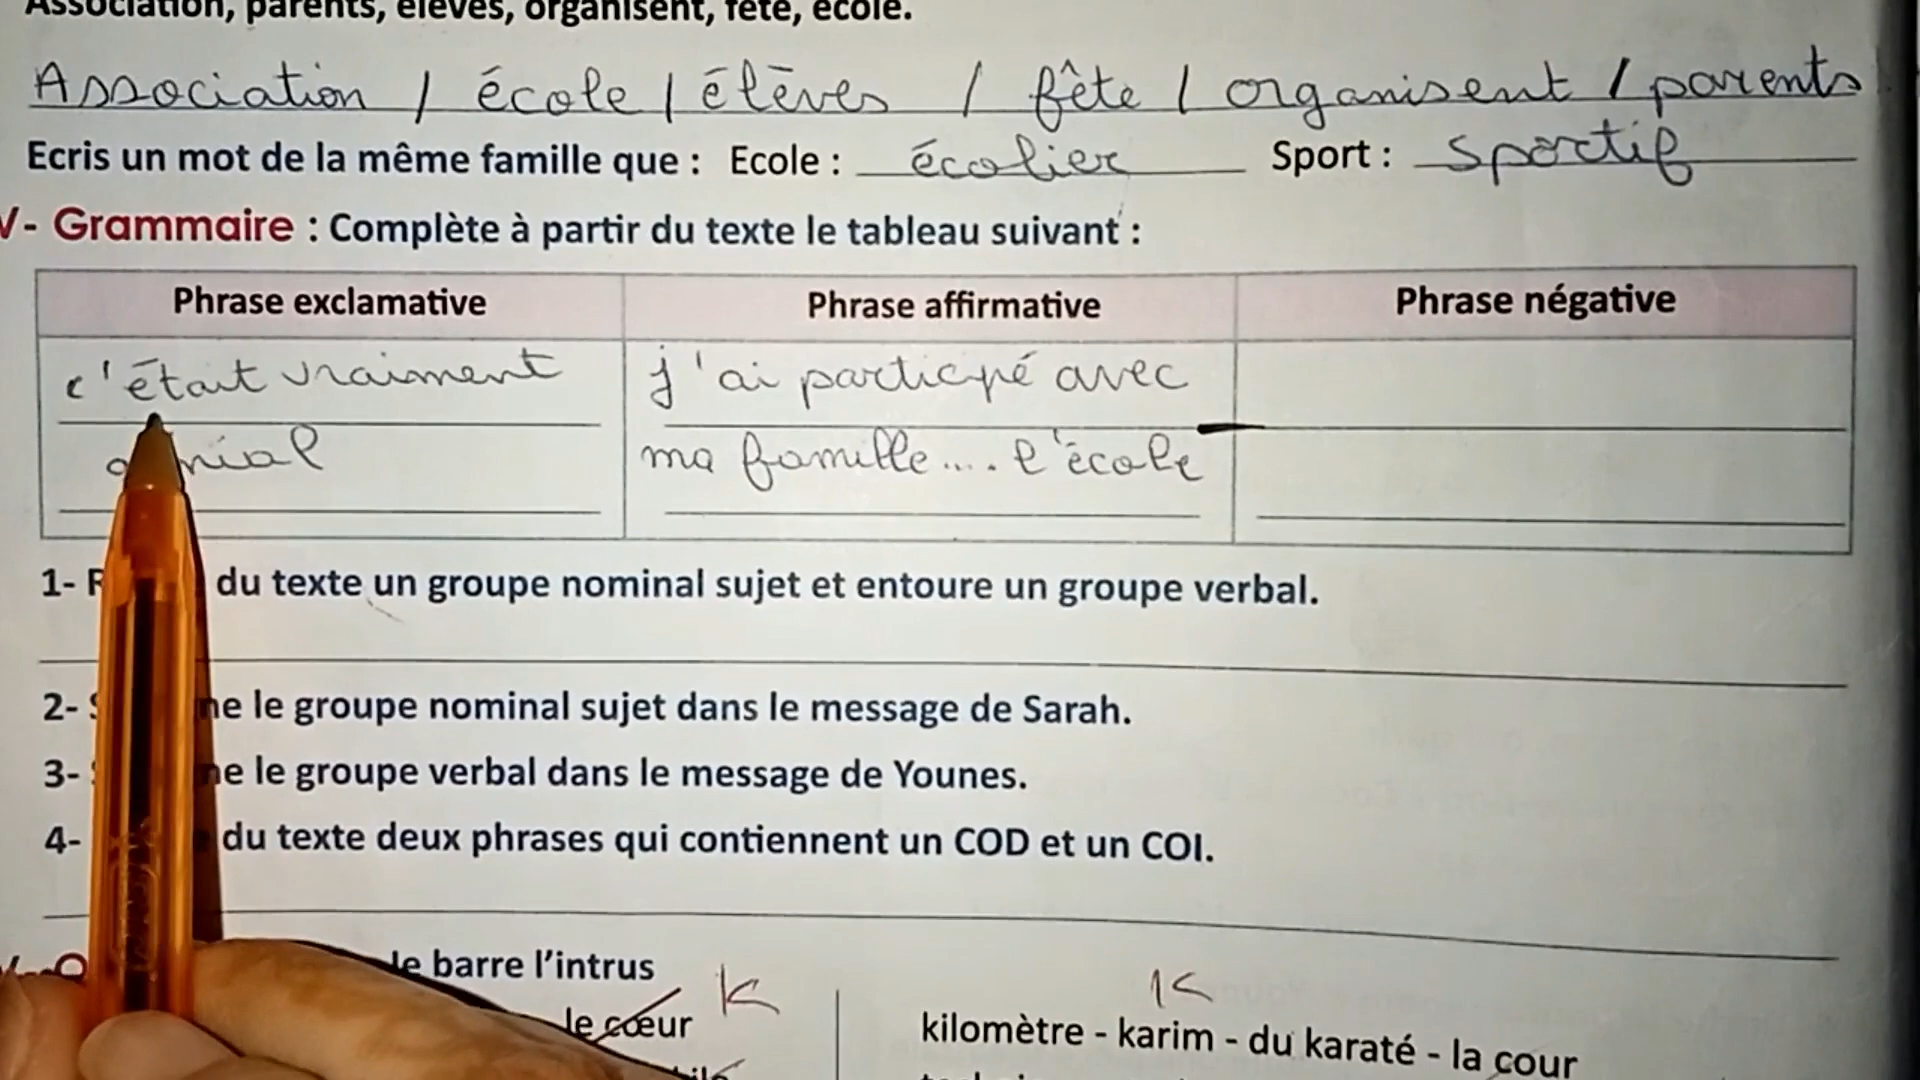 Association, parents, élèves, organisent, fête, école.
Association / école / élèves / fête / organisent / parents
Ecris un mot de la même famille que : Ecole : écolier Sport : sportif
V- Grammaire : Complète à partir du texte le tableau suivant :
Phrase exclamative Phrase affirmative Phrase négative
c'était vraiment j'ai participé avec
ma famille.... l'école
1- du texte un groupe nominal sujet et entoure un groupe verbal.
2- le groupe nominal sujet dans le message de Sarah.
3- le groupe verbal dans le message de Younes.
4- du texte deux phrases qui contiennent un COD et un COI.
barre l'intrus K K
le cœur kilomètre - karim - du karaté - la cour